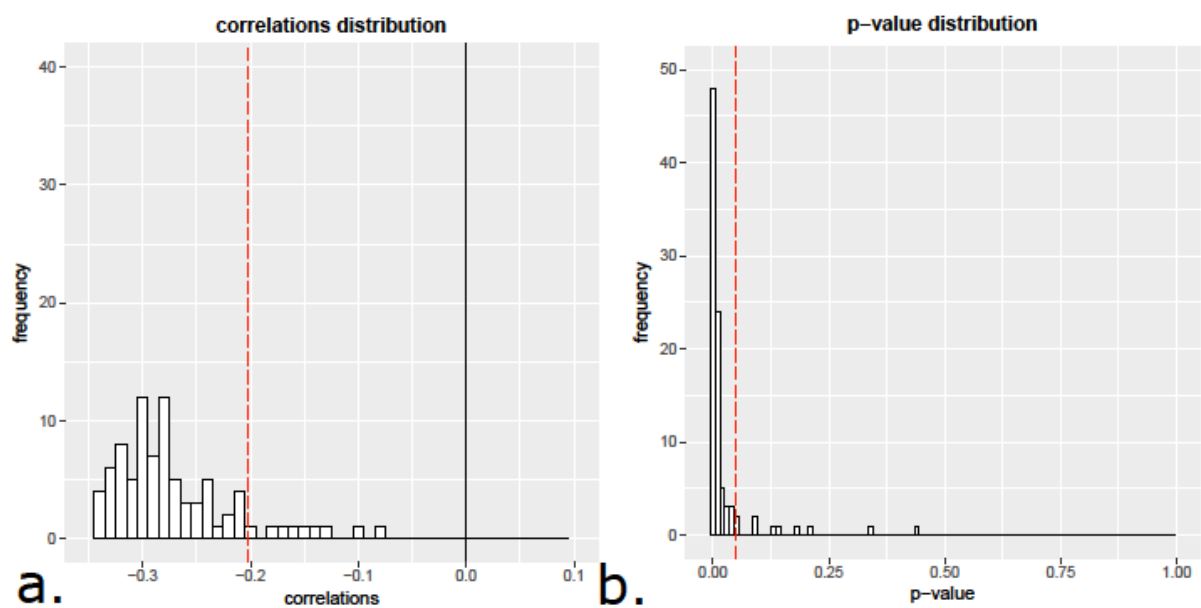 correlations distribution
40
30
20
10
0
frequency
−0.3
−0.2
−0.1
0.0
0.1
correlations
a.
p−value distribution
50
40
30
20
10
0
frequency
0.00
0.25
0.50
0.75
1.00
p−value
b.